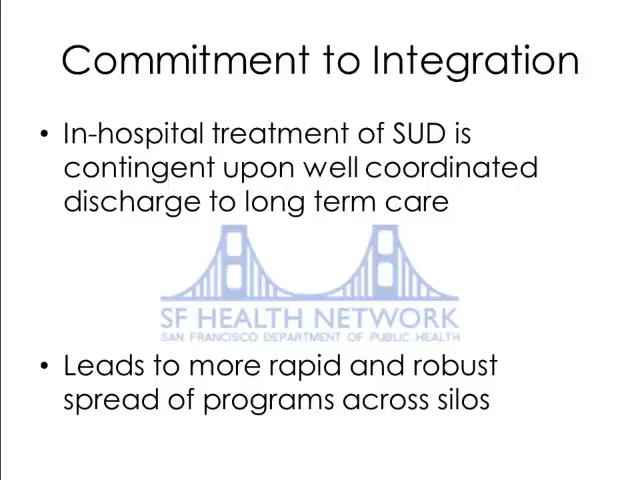 Commitment to Integration
• In-hospital treatment of SUD is
contingent upon well coordinated
discharge to long term care
SF HEALTH NETWORK
SAN FRANCISCO DEPARTMENT OF PUBLIC HEALTH
• Leads to more rapid and robust
spread of programs across silos